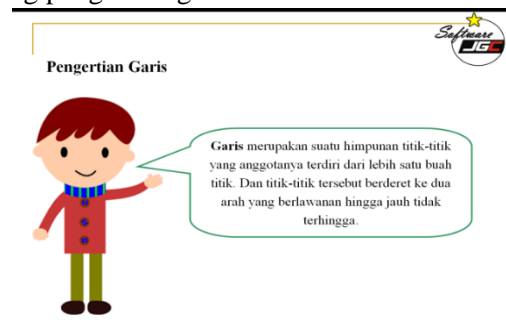 Software
JGC
Pengertian Garis
Garis merupakan suatu himpunan titik-titik
yang anggotanya terdiri dari lebih satu buah
titik. Dan titik-titik tersebut berderet ke dua
arah yang berlawanan hingga jauh tidak
terhingga.